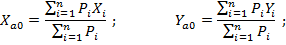 $X_{a0} = \frac{\sum_{i=1}^{n} P_i X_i}{\sum_{i=1}^{n} P_i}$ ; $Y_{a0} = \frac{\sum_{i=1}^{n} P_i Y_i}{\sum_{i=1}^{n} P_i}$ ;